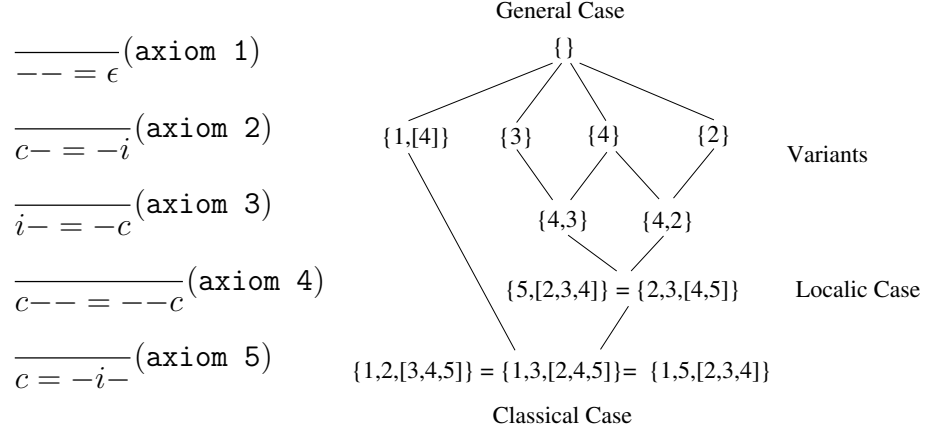 −− = ϵ (axiom 1)
c− = −i (axiom 2)
i− = −c (axiom 3)
c−− = −−c (axiom 4)
c = −i− (axiom 5)
General Case
{}
{1,[4]} {3} {4} {2}
Variants
{4,3} {4,2}
{5,[2,3,4]} = {2,3,[4,5]} Localic Case
{1,2,[3,4,5]} = {1,3,[2,4,5]}= {1,5,[2,3,4]}
Classical Case